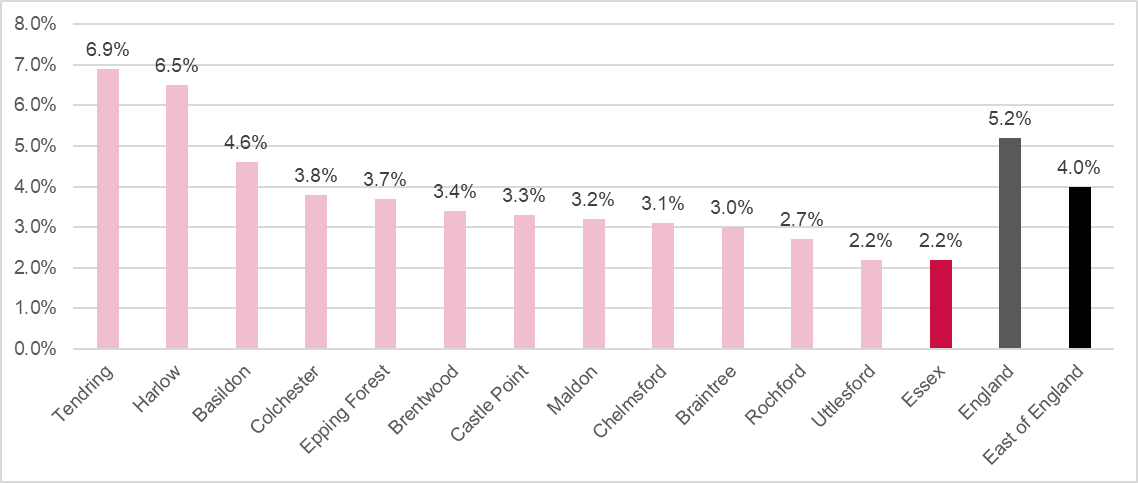 8.0%
7.0%
6.0%
5.0%
4.0%
3.0%
2.0%
1.0%
0.0%
6.9%
6.5%
4.6%
3.8%
3.7%
3.4%
3.3%
3.2%
3.1%
3.0%
2.7%
2.2%
2.2%
5.2%
4.0%
Tendring
Harlow
Basildon
Colchester
Epping Forest
Brentwood
Castle Point
Maldon
Chelmsford
Braintree
Rochford
Uttlesford
Essex
England
East of England